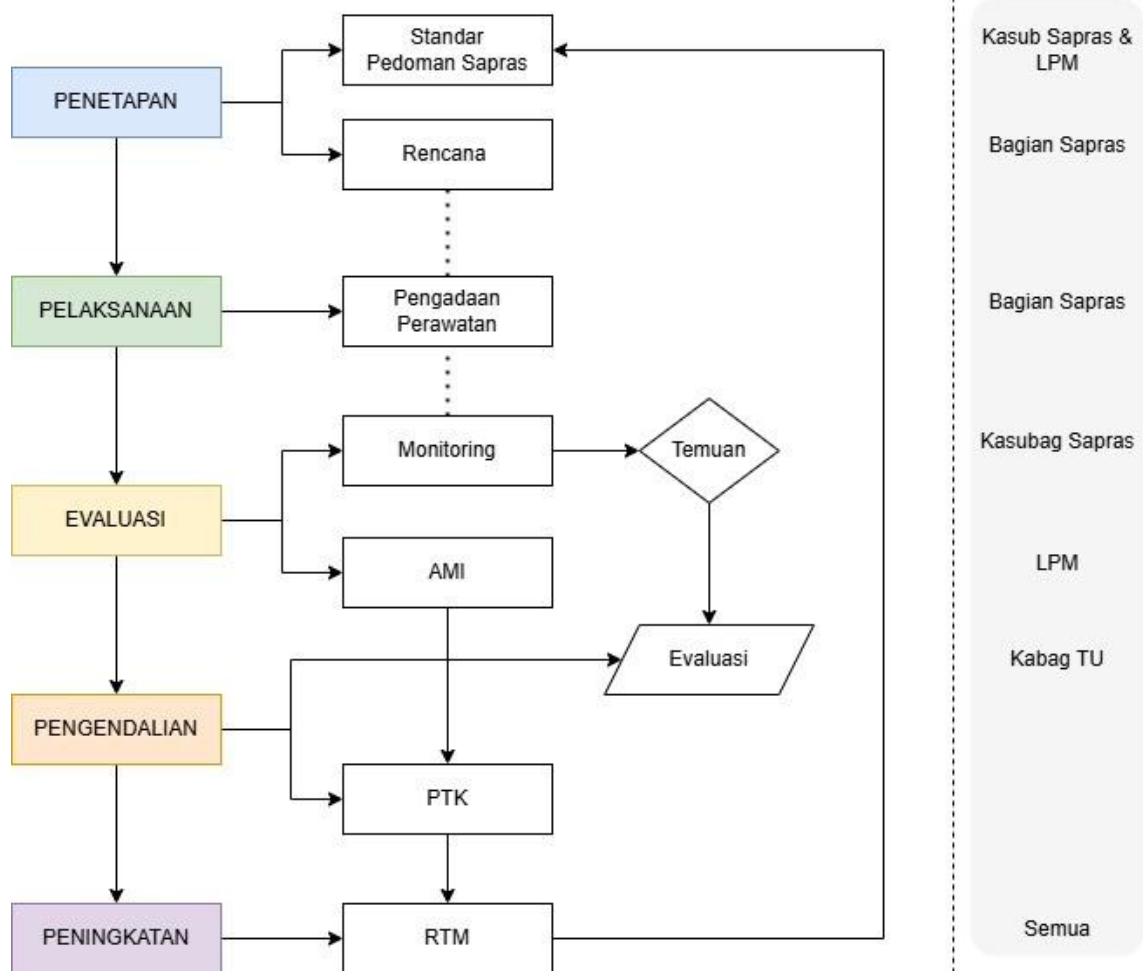 Standar
Pedoman Sapras
Kasub Sapras &
LPM
PENETAPAN
Rencana
Bagian Sapras
PELAKSANAAN
Pengadaan
Perawatan
Bagian Sapras
Monitoring
Temuan
Kasubag Sapras
EVALUASI
AMI
LPM
Evaluasi
Kabag TU
PENGENDALIAN
PTK
PENINGKATAN
RTM
Semua